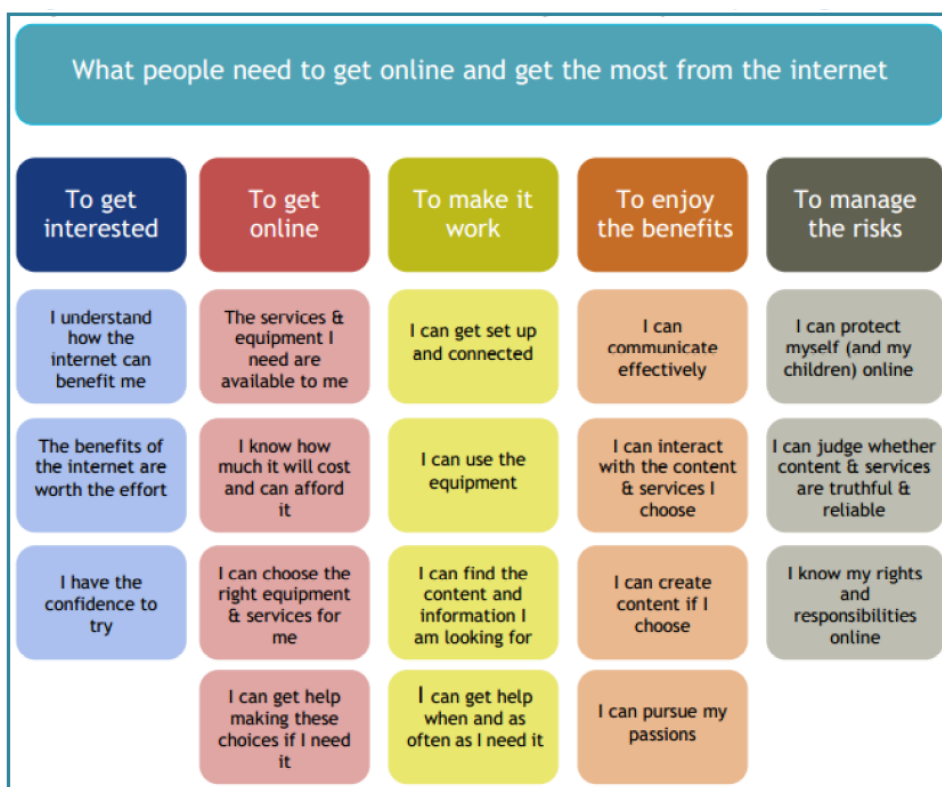 What people need to get online and get the most from the internet
To get
interested
To get
online
To make it
work
To enjoy
the benefits
To manage
the risks
I understand
how the
internet can
benefit me
The services &
equipment I
need are
available to me
I can get set up
and connected
I can
communicate
effectively
I can protect
myself (and my
children) online
The benefits of
the internet are
worth the effort
I know how
much it will cost
and can afford
it
I can use the
equipment
I can interact
with the content
& services I
choose
I can judge whether
content & services
are truthful &
reliable
I have the
confidence to
try
I can choose the
right equipment
& services for
me
I can find the
content and
information I
am looking for
I can create
content if I
choose
I know my rights
and
responsibilities
online
I can get help
making these
choices if I need
it
I can get help
when and as
often as I need it
I can pursue my
passions